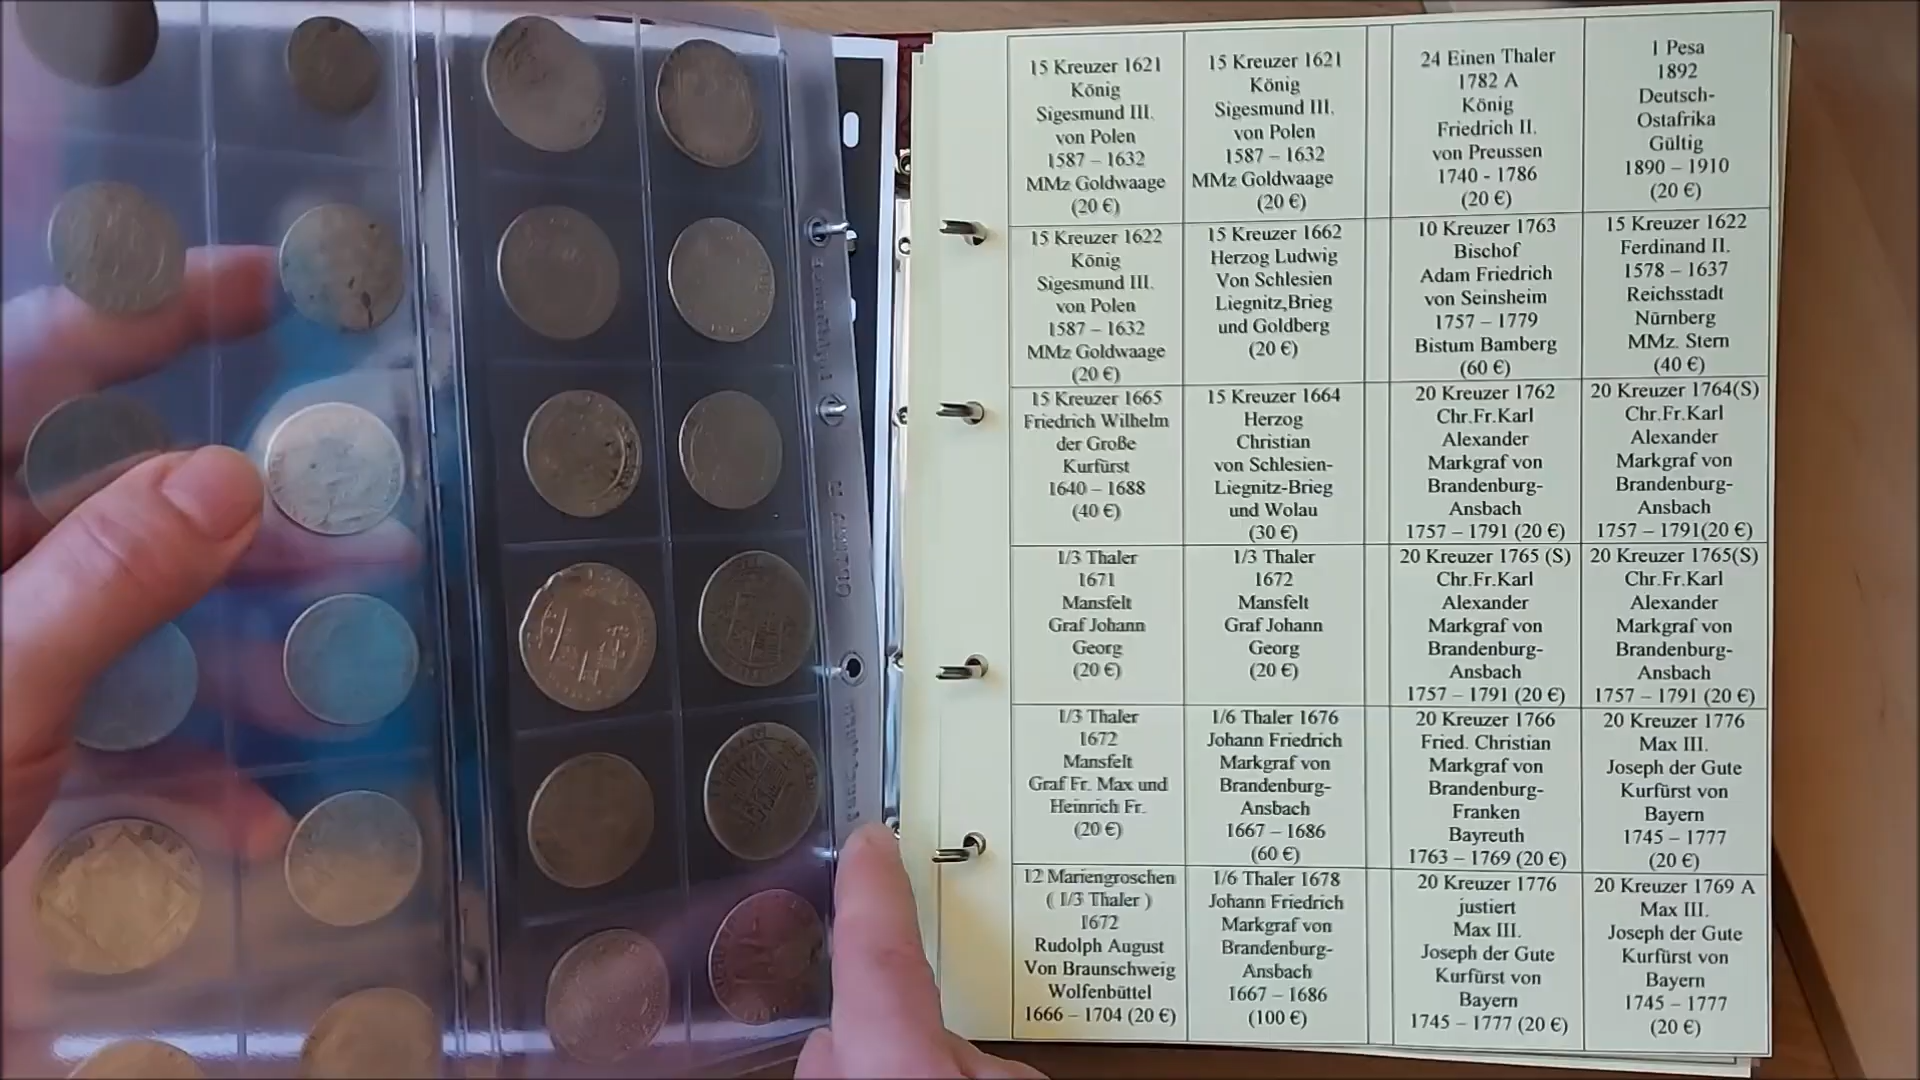 15 Kreuzer 1621
König
Sigesmund III.
von Polen
1587 – 1632
MMz Goldwaage
(20 €)
15 Kreuzer 1621
König
Sigesmund III.
von Polen
1587 – 1632
MMz Goldwaage
(20 €)
24 Einen Thaler
1782 A
König
Friedrich II.
von Preussen
1740 - 1786
(20 €)
1 Pesa
1892
Deutsch-
Ostafrika
Gültig
1890 – 1910
(20 €)
15 Kreuzer 1622
König
Sigesmund III.
von Polen
1587 – 1632
MMz Goldwaage
(20 €)
15 Kreuzer 1662
Herzog Ludwig
Von Schlesien
Liegnitz,Brieg
und Goldberg
(20 €)
10 Kreuzer 1763
Bischof
Adam Friedrich
von Seinsheim
1757 – 1779
Bistum Bamberg
(60 €)
15 Kreuzer 1622
Ferdinand II.
1578 – 1637
Reichsstadt
Nürnberg
MMz. Stern
(40 €)
15 Kreuzer 1665
Friedrich Wilhelm
der Große
Kurfürst
1640 – 1688
(40 €)
15 Kreuzer 1664
Herzog
Christian
von Schlesien-
Liegnitz-Brieg
und Wolau
(30 €)
20 Kreuzer 1762
Chr.Fr.Karl
Alexander
Markgraf von
Brandenburg-
Ansbach
1757 – 1791 (20 €)
20 Kreuzer 1764(S)
Chr.Fr.Karl
Alexander
Markgraf von
Brandenburg-
Ansbach
1757 – 1791(20 €)
1/3 Thaler
1671
Mansfelt
Graf Johann
Georg
(20 €)
1/3 Thaler
1672
Mansfelt
Graf Johann
Georg
(20 €)
20 Kreuzer 1765 (S)
Chr.Fr.Karl
Alexander
Markgraf von
Brandenburg-
Ansbach
1757 – 1791 (20 €)
20 Kreuzer 1765(S)
Chr.Fr.Karl
Alexander
Markgraf von
Brandenburg-
Ansbach
1757 – 1791 (20 €)
1/3 Thaler
1672
Mansfelt
Graf Fr. Max und
Heinrich Fr.
(20 €)
1/6 Thaler 1676
Johann Friedrich
Markgraf von
Brandenburg-
Ansbach
1667 – 1686
(60 €)
20 Kreuzer 1766
Fried. Christian
Markgraf von
Brandenburg-
Franken
Bayreuth
1763 – 1769 (20 €)
20 Kreuzer 1776
Max III.
Joseph der Gute
Kurfürst von
Bayern
1745 – 1777
(20 €)
12 Mariengroschen
( 1/3 Thaler )
1672
Rudolph August
Von Braunschweig
Wolfenbüttel
1666 – 1704 (20 €)
1/6 Thaler 1678
Johann Friedrich
Markgraf von
Brandenburg-
Ansbach
1667 – 1686
(100 €)
20 Kreuzer 1776
justiert
Max III.
Joseph der Gute
Kurfürst von
Bayern
1745 – 1777 (20 €)
20 Kreuzer 1769 A
Max III.
Joseph der Gute
Kurfürst von
Bayern
1745 – 1777
(20 €)